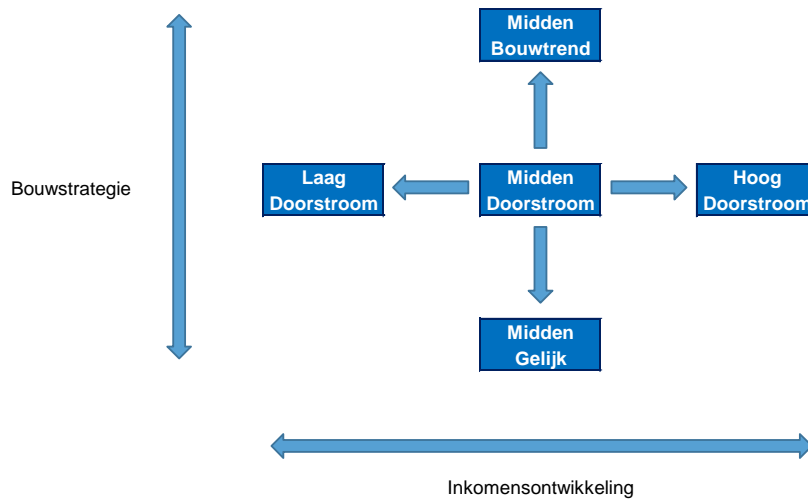 Midden
Bouwtrend
Bouwstrategie
Laag
Doorstroom
Midden
Doorstroom
Hoog
Doorstroom
Midden
Gelijk
Inkomensontwikkeling